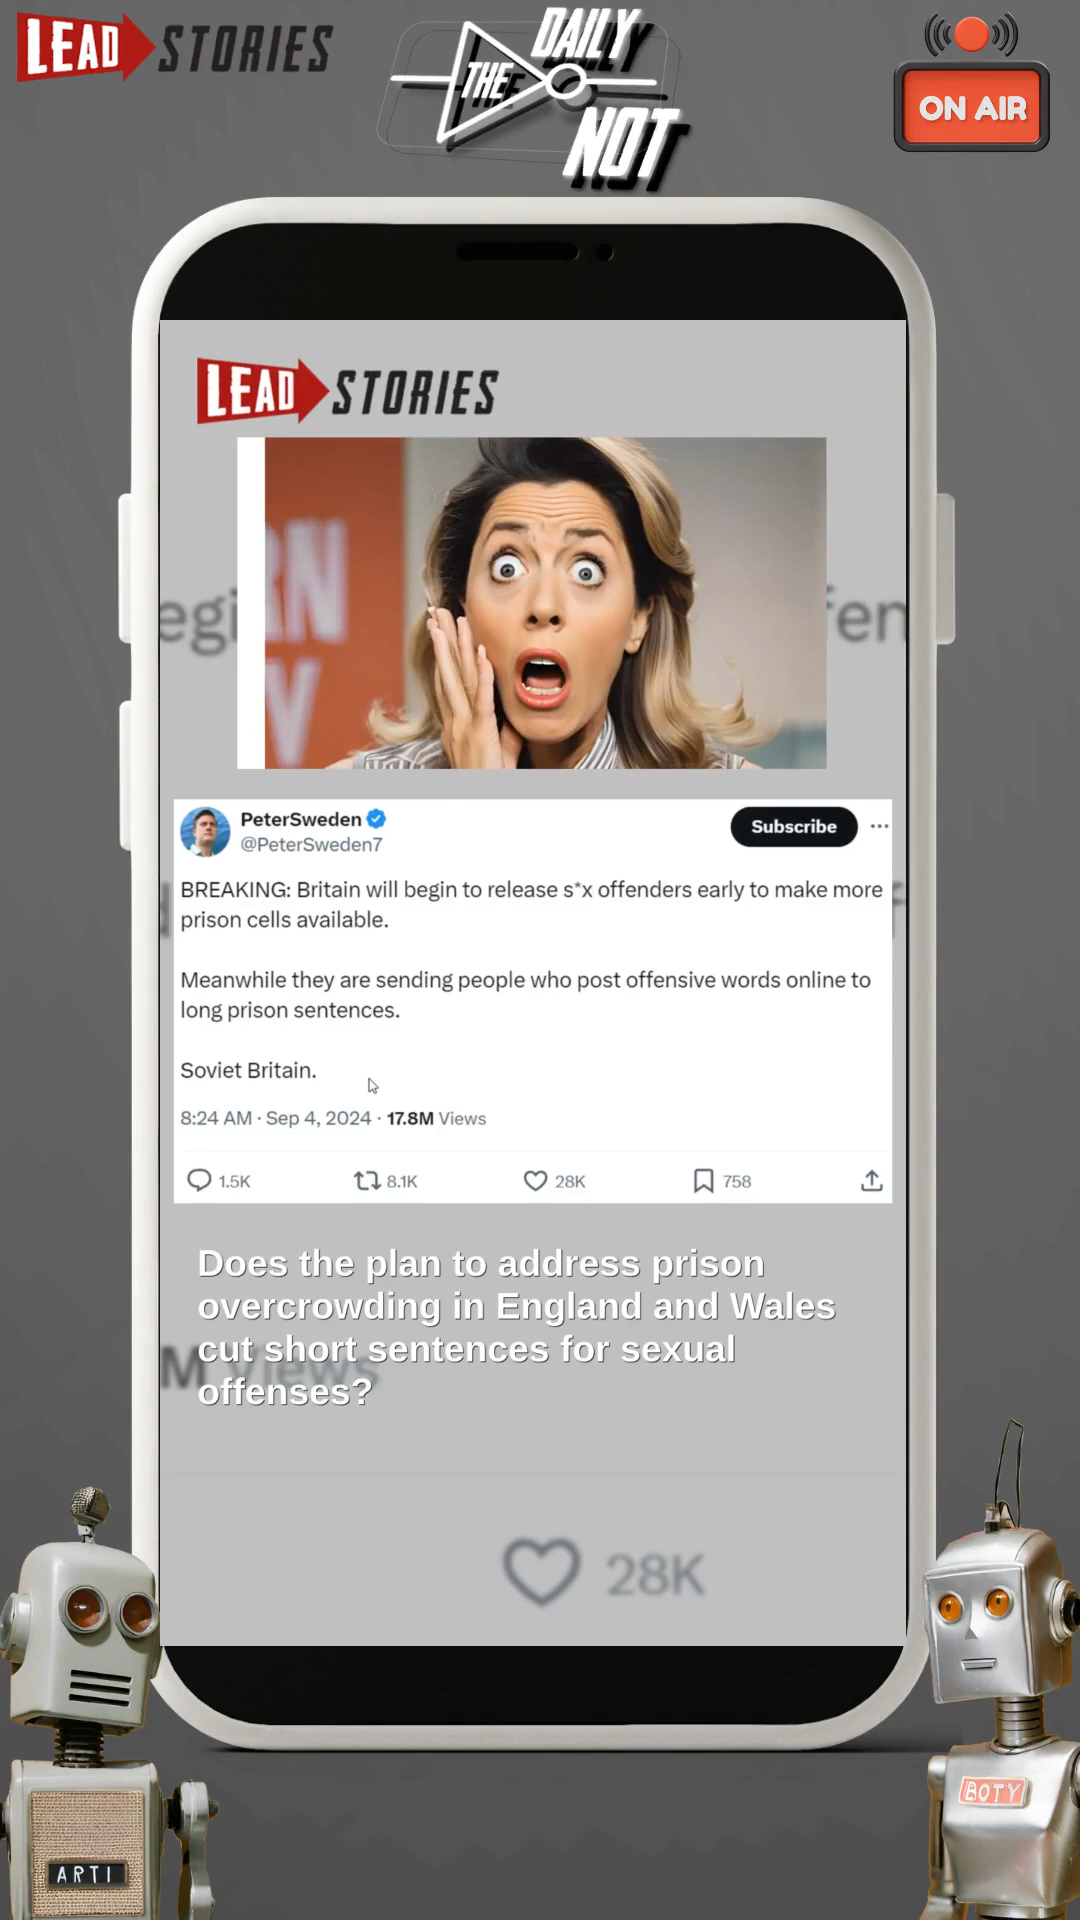 LEAD STORIES
THE DAILY NOT
ON AIR
LEAD STORIES
RN
V
egi
fen
PeterSweden
@PeterSweden7
Subscribe
BREAKING: Britain will begin to release s*x offenders early to make more
prison cells available.
Meanwhile they are sending people who post offensive words online to
long prison sentences.
Soviet Britain.
8:24 AM · Sep 4, 2024 · 17.8M Views
1.5K
8.1K
28K
758
Does the plan to address prison
overcrowding in England and Wales
cut short sentences for sexual
offenses?
M Views
28K
BOTY
ARTI